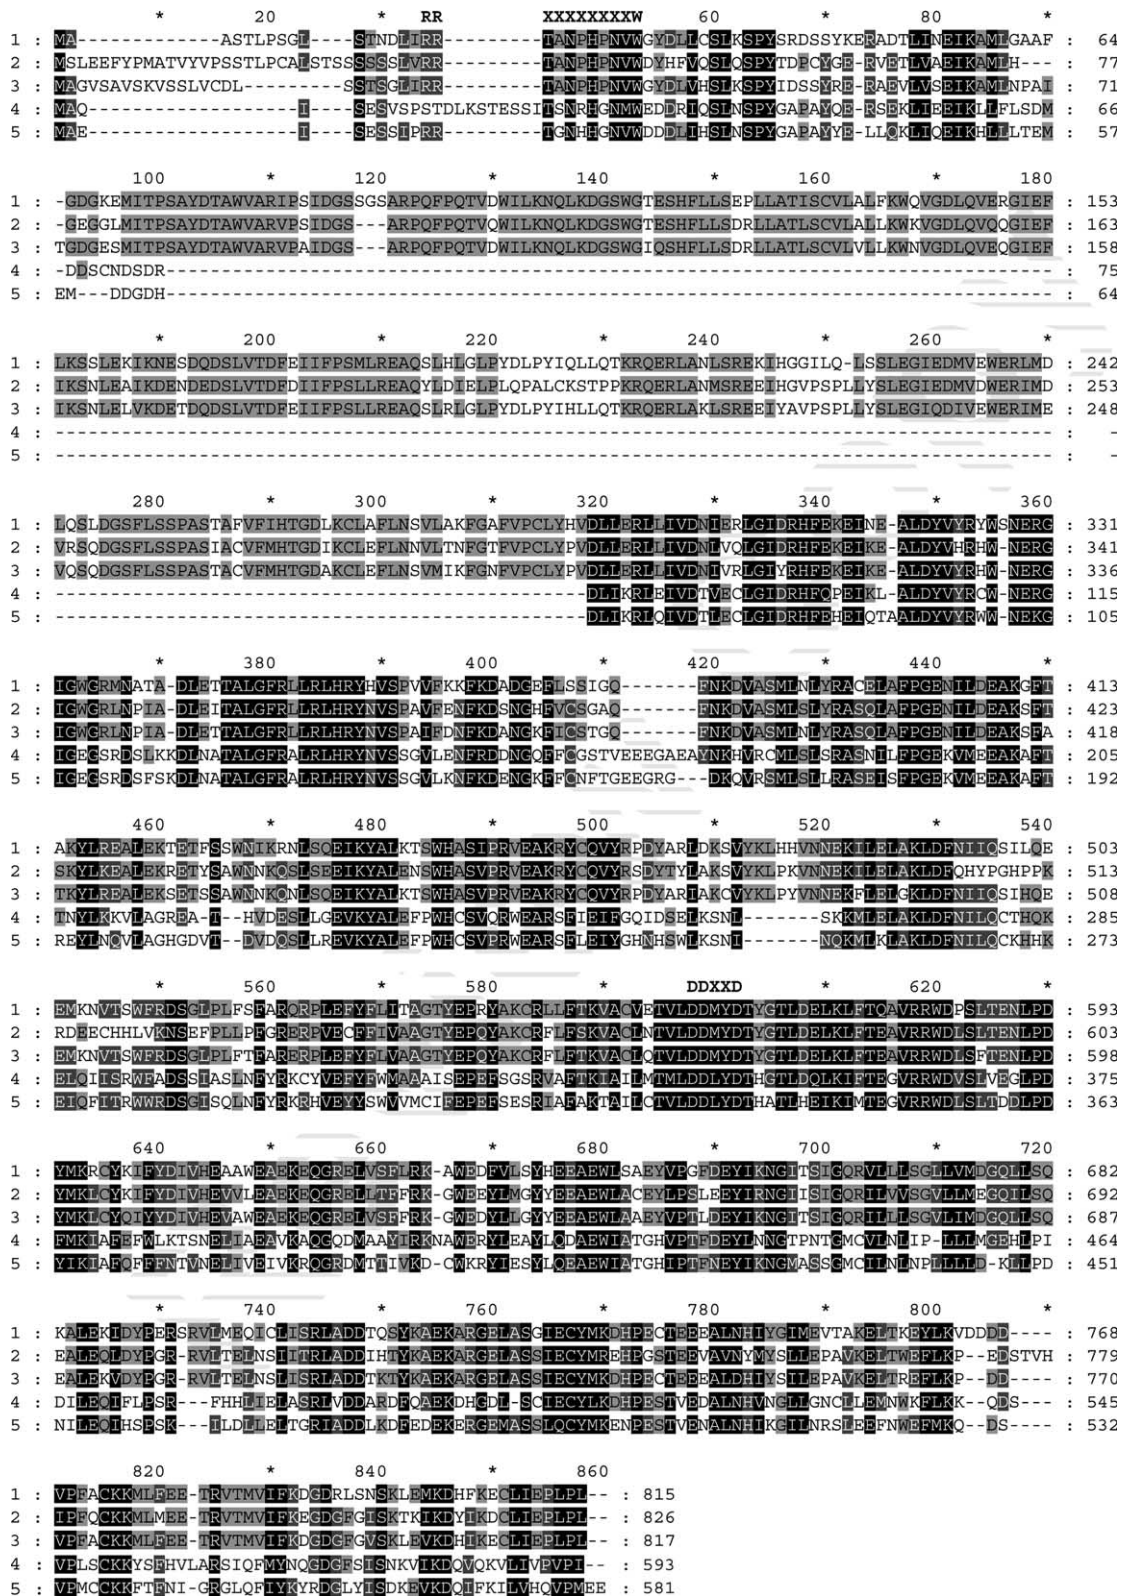 * 20 * RR XXXXXXXXW 60 * 80 *
1 : MA-------------ASTLPSGL----STNDLIRR---------TANPHPNVWGYDLLCSLKSPYSRDSSYKERADTLINEIKAMLGAAF : 64
2 : MSLEEFYPMATVYVPSSTLPCALSTSSSSSSLVRR---------TANPHPNVWDYHFVQSLQSPYTDPCYGE-RVETLVAEIKAMLH--- : 77
3 : MAGVSAVSKVSSLVCDL-------SSTSGLIRR---------TANPHPNVWGYDLVHSLKSPYIDSSYRE-RAEVLVSEIKAMLNPAI : 71
4 : MAQ-------------------I----SESVSPSTDLKSTESSITSNRHGNMWEDDRIQSLNSPYGAPAYQE-RSEKLIEEIKLLFLSDM : 66
5 : MAE-------------------I----SESSIPRR---------TGNHHGNVWDDDLIHSLNSPYGAPAYYE-LLQKLIQEIKHLLLTEM : 57
100 * 120 * 140 * 160 * 180
1 : -GDGKEMITPSAYDTAWVARIPSIDGSSGSARPQFPQTVDWILKNQLKDGSWGTESHFLLSEPLLATISCVLALFKWQVGDLQVERGIEF : 153
2 : -GEGGLMITPSAYDTAWVARVPSIDGS---ARPQFPQTVQWILKNQLKDGSWGTESHFLLSDRLLATLSCVLALLKWKVGDLQVQQGIEF : 163
3 : TGDGESMITPSAYDTAWVARVPAIDGS---ARPQFPQTVDWILKNQLKDGSWGIQSHFLLSDRLLATLSCVLVLLKWNVGDLQVEQGIEF : 158
4 : -DDSCNDSDR-------------------------------------------------------------------------------- : 75
5 : EM---DDGDH-------------------------------------------------------------------------------- : 64
* 200 * 220 * 240 * 260 *
1 : LKSSLEKIKNESDQDSLVTDFEIIFPSMLREAQSLHLGLPYDLPYIQLLQTKRQERLANLSREKIHGGILQ-LSSLEGIEDMVEWERLMD : 242
2 : IKSNLEAIKDENDEDSLVTDFDIIFPSLLREAQYLDIELPLQPALCKSTPPKRQERLANMSREEIHGVPSPLLYSLEGIEDMVDWERIMD : 253
3 : IKSNLELVKDETDQDSLVTDFEIIFPSLLREAQSLRLGLPYDLPYIHLLQTKRQERLAKLSREEIYAVPSPLLYSLEGIQDIVEWERIME : 248
4 : ------------------------------------------------------------------------------------------ : -
5 : ------------------------------------------------------------------------------------------ : -
280 * 300 * 320 * 340 * 360
1 : LQSLDGSFLSSPASTAFVFIHTGDLKCLAFLNSVLAKFGAFVPCLYHVDLLERLLIVDNIERLGIDRHFEKEINE-ALDYVYRYWSNERG : 331
2 : VRSQDGSFLSSPASIACVFMHTGDIKCLEFLNNVLTNFGTFVPCLYPVDLLERLLIVDNLVQLGIDRHFEKEIKE-ALDYVHRHW-NERG : 341
3 : VQSQDGSFLSSPASTACVFMHTGDAKCLEFLNSVMIKFGNFVPCLYPVDLLERLLIVDNIVRLGIYRHFEKEIKE-ALDYVYRHW-NERG : 336
4 : ------------------------------------------------DLIKRLEIVDTVECLGIDRHFQPEIKL-ALDYVYRCW-NERG : 115
5 : ------------------------------------------------DLIKRLQIVDTLECLGIDRHFEHEIQTAALDYVYRWW-NEKG : 105
* 380 * 400 * 420 * 440 *
1 : IGWGRMNATA-DLETTALGFRLLRLHRYHVSPVVFKKFKDADGEFLSSIGQ-------FNKDVASMLNLYRACELAFPGENILDEAKGFT : 413
2 : IGWGRLNPIA-DLEITALGFRLLRLHRYNVSPAVFENFKDSNGHFVCSGAQ-------FNKDVASMLSLYRASQLAFPGENILDEAKSFT : 423
3 : IGWGRLNPIA-DLETTALGFRLLRLHRYNVSPAIFDNFKDANGKFICSTGQ-------FNKDVASMLNLYRASQLAFPGENILDEAKSFA : 418
4 : IGEGSRDSLKKDLNATALGFRALRLHRYNVSSGVLENFRDDNGQFFCGSTVEEEGAEAYNKHVRCMLSLSRASNILFPGEKVMEEAKAFT : 205
5 : IGEGSRDSFSKDLNATALGFRALRLHRYNVSSGVLKNFKDENGKFFCNFTGEEGRG---DKQVRSMLSLLRASEISFPGEKVMEEAKAFT : 192
460 * 480 * 500 * 520 * 540
1 : AKYLREALEKTETFSSWNIKRNLSQEIKYALKTSWHASIPRVEAKRYCQVYRPDYARLDKSVYKLHHVNNEKILELAKLDFNIIQSILQE : 503
2 : SKYLKEALEKRETYSAWNNKQSLSEEIKYALENSWHASVPRVEAKRYCQVYRSDYTYLAKSVYKLPKVNNEKILELAKLDFQHYPGHPPK : 513
3 : TKYLREALEKSETSSAWNNKQNLSQEIKYALKTSWHASVPRVEAKRYCQVYRPDYARIAKCVYKLPYVNNEKFLELGKLDFNIIQSIHQE : 508
4 : TNYLKKVLAGREA-T--HVDESLLGEVKYALEFPWHCSVQRWEARSFIEIFGQIDSELKSNL-------SKKMLELAKLDFNILQCTHQK : 285
5 : REYLNQVLAGHGDVT--DVDQSLLREVKYALEFPWHCSVPRWEARSFLEIYGHNHSWLKSNI-------NQKMLKLAKLDFNILQCKHHK : 273
* 560 * 580 * DDXXD * 620 *
1 : EMKNVTSWFRDSGLPLFSFARQRPLEFYFLITAGTYEPRYAKCRLLFTKVACVETVLDDMYDTYGTLDELKLFTQAVRRWDPSLTENLPD : 593
2 : RDEECHHLVKNSEFPLLPFGRERPVECFFIVAAGTYEPQYAKCRFLFSKVACLNTVLDDMYDTYGTLDELKLFTEAVRRWDLSLTENLPD : 603
3 : EMKNVTSWFRDSGLPLFTFARERPLEFYFLVAAGTYEPQYAKCRFLFTKVACLQTVLDDMYDTYGTLDELKLFTEAVRRWDLSFTENLPD : 598
4 : ELQIISRWFADSSIASLNFYRKCYVEFYFWMAAAISEPEFSGSRVAFTKIAILMTMLDDLYDTHGTLDQLKIFTEGVRRWDVSLVEGLPD : 375
5 : EIQFITRWWRDSGISQLNFYRKRHVEYYSWVVMCIFEPEFSESRIAFAKTAILCTVLDDLYDTHATLHEIKIMTEGVRRWDLSLTDDLPD : 363
640 * 660 * 680 * 700 * 720
1 : YMKRCYKIFYDIVHEAAWEAEKEQGRELVSFLRK-AWEDFVLSYHEEAEWLSAEYVPGFDEYIKNGITSIGQRVLLLSGLLVMDGQLLSQ : 682
2 : YMKLCYKIFYDIVHEVVLEAEKEQGRELLTFFRK-GWEEYLMGYYEEAEWLACEYLPSLEEYIRNGIISIGQRILVVSGVLLMEGQILSQ : 692
3 : YMKLCYQIYYDIVHEVAWEAEKEQGRELVSFFRK-GWEDYLLGYYEEAEWLAAEYVPTLDEYIKNGITSIGQRILLLSGVLIMDGQLLSQ : 687
4 : FMKIAFEFWLKTSNELIAEAVKAQGQDMAAYIRKNAWERYLEAYLQDAEWIATGHVPTFDEYLNNGTPNTGMCVLNLIP-LLLMGEHLPI : 464
5 : YIKIAFQFFFNTVNELIVEIVKRQGRDMTTIVKD-CWKRYIESYLQEAEWIATGHIPTFNEYIKNGMASSGMCILNLNPLLLLD-KLLPD : 451
* 740 * 760 * 780 * 800 *
1 : KALEKIDYPERSRVLMEQICLISRLADDTQSYKAEKARGELASGIECYMKDHPECTEEEALNHIYGIMEVTAKELTKEYLKVDDDD---- : 768
2 : EALEQLDYPGR-RVLTELNSIITRLADDIHTYKAEKARGELASSIECYMREHPGSTEEVAVNYMYSLLEPAVKELTWEFLKP--EDSTVH : 779
3 : EALEKVDYPGR-RVLTELNSLISRLADDTKTYKAEKARGELASSIECYMKDHPECTEEEALDHIYSILEPAVKELTREFLKP--DD---- : 770
4 : DILEQIFLPSR---FHHLIELASRLVDDARDFQAEKDHGDL-SCIECYLKDHPESTVEDALNHVNGLLGNCLLEMNWKFLKK--QDS--- : 545
5 : NILEQIHSPSK---ILDLLELTGRIADDLKDFEDEKERGEMASSLQCYMKENPESTVENALNHIKGILNRSLEEFNWEFMKQ--DS---- : 532
820 * 840 * 860
1 : VPFACKKMLFEE-TRVTMVIFKDGDRLSNSKLEMKDHFKECLIEPLPL-- : 815
2 : IPFQCKKMLMEE-TRVTMVIFKEGDGFGISKTKIKDYIKDCLIEPLPL-- : 826
3 : VPFACKKMLFEE-TRVTMVIFKDGDGFGVSKLEVKDHIKECLIEPLPL-- : 817
4 : VPLSCKKYSFHVLARSIQFMYNQGDGFSISNKVIKDQVQKVLIVPVPI-- : 593
5 : VPMCCKKFTFNI-GRGLQFIYKYRDGLYISDKEVKDQIFKILVHQVPMEE : 581